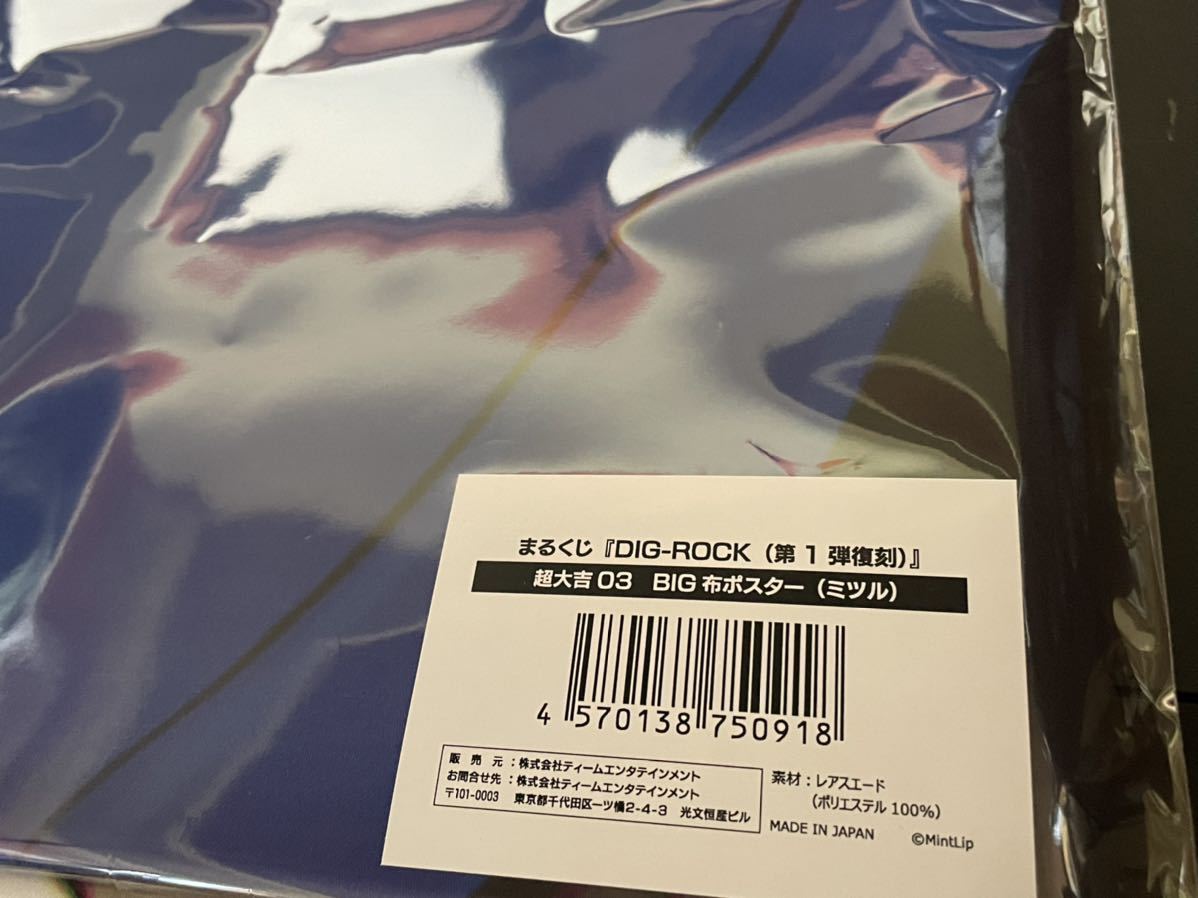 まるくじ『DIG-ROCK（第 1 弾復刻）』
超大吉 03　BIG 布ポスター（ミツル）
4 570138 750918
販 売 元：株式会社ティームエンタテインメント
お問合せ先：株式会社ティームエンタテインメント
〒101-0003　東京都千代田区一ツ橋2-4-3　光文恒産ビル
素材：レアスエード
（ポリエステル 100%）
MADE IN JAPAN　©MintLip